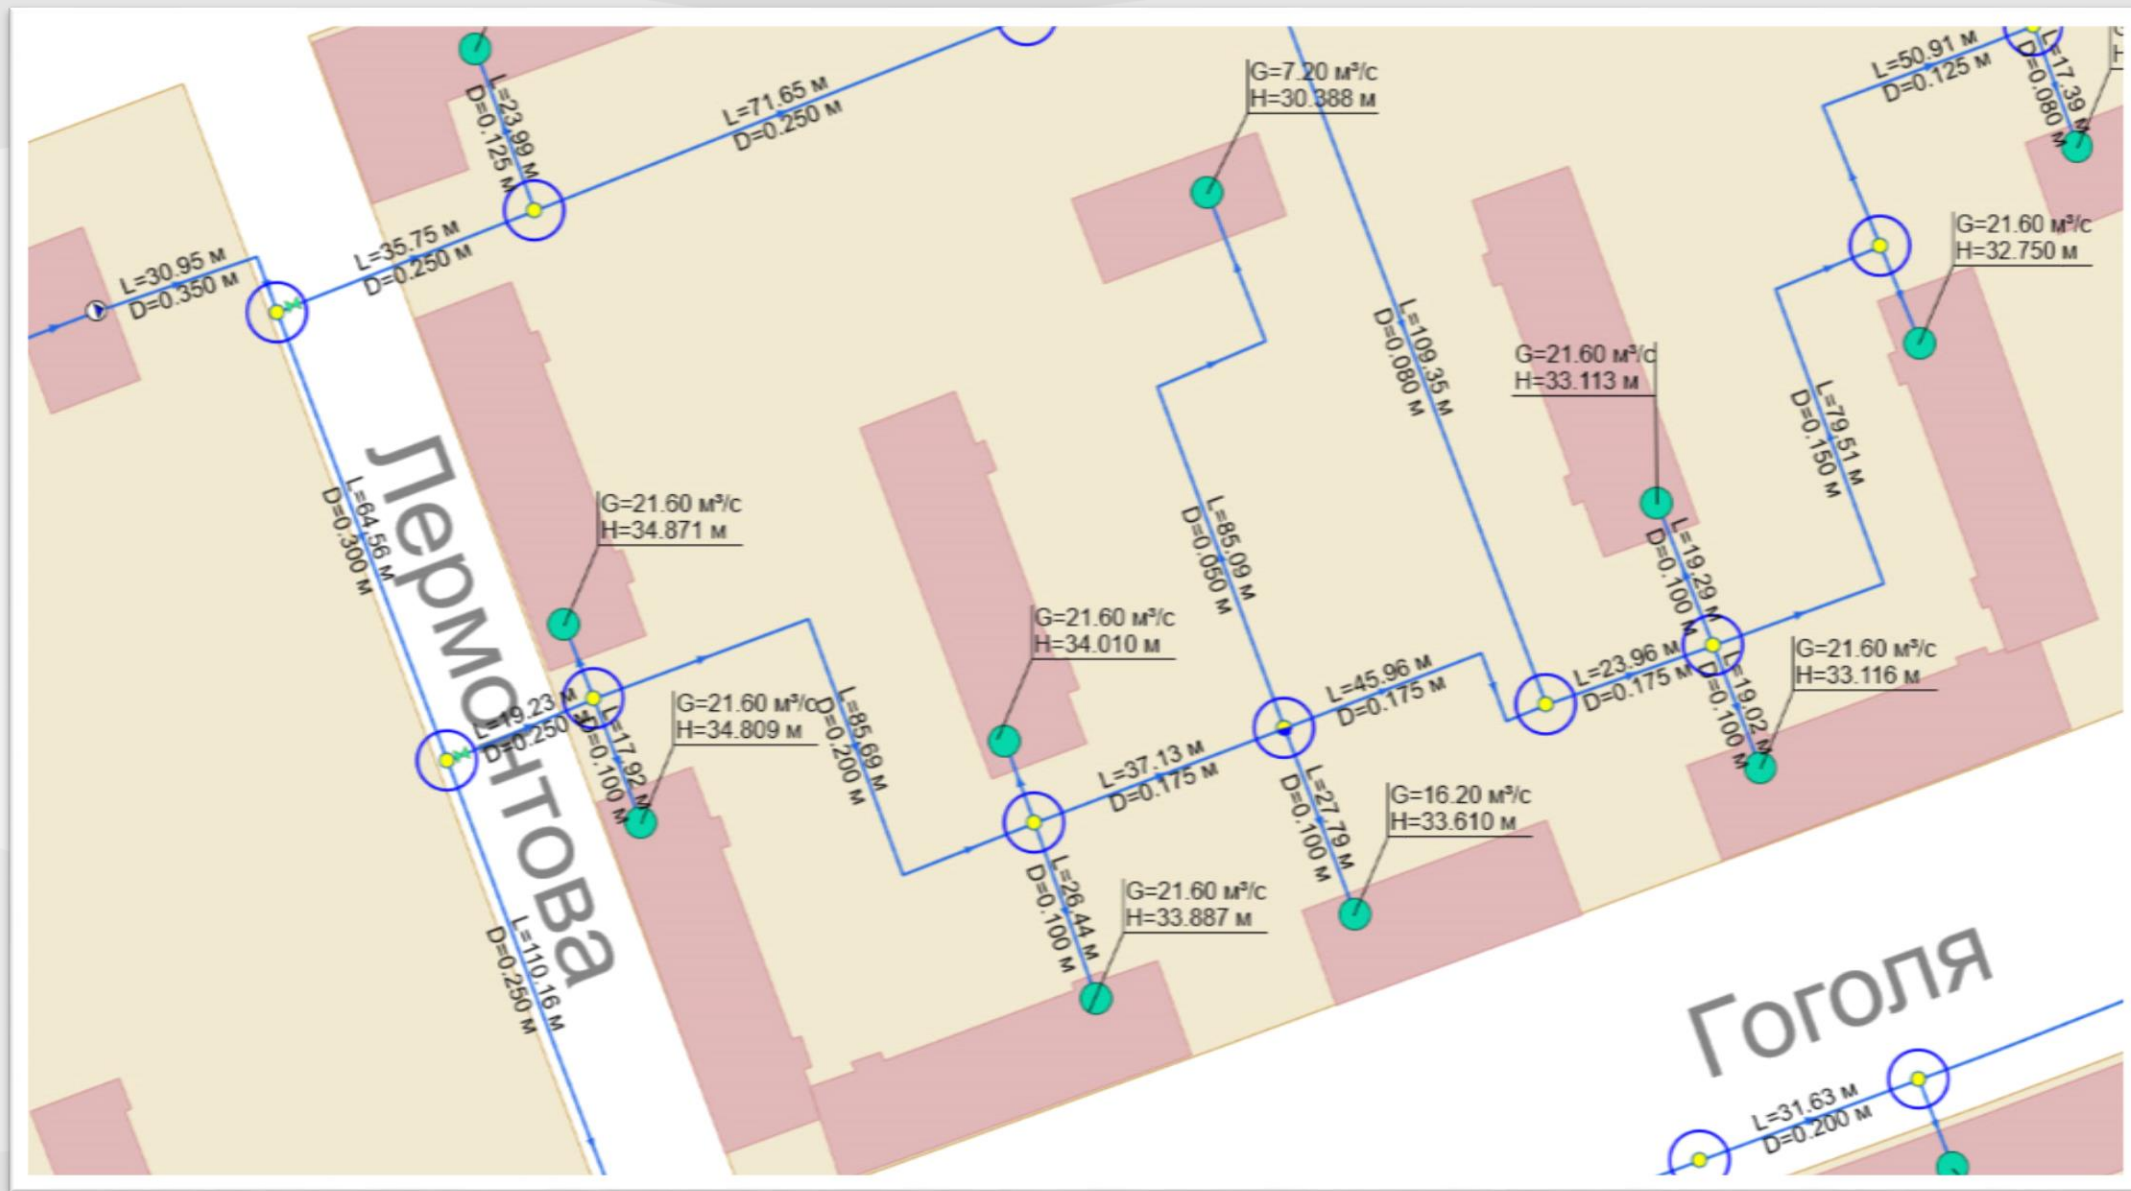 L=50.91 м
D=0.125 м
L=17.39 м
D=0.080 м
G=7.20 м³/с
H=30.388 м
L=23.99 м
D=0.125 м
L=71.65 м
D=0.250 м
L=35.75 м
D=0.250 м
L=30.95 м
D=0.350 м
G=21.60 м³/с
H=32.750 м
L=109.35 м
D=0.080 м
G=21.60 м³/с
H=33.113 м
L=79.51 м
D=0.150 м
L=64.56 м
D=0.300 м
Лермонтова
G=21.60 м³/с
H=34.871 м
L=85.09 м
D=0.050 м
L=19.29 м
D=0.100 м
G=21.60 м³/с
H=34.010 м
L=19.23 м
D=0.250 м
L=17.92 м
D=0.100 м
G=21.60 м³/с
H=34.809 м
L=85.69 м
D=0.200 м
L=45.96 м
D=0.175 м
L=23.96 м
D=0.175 м
L=19.02 м
D=0.100 м
G=21.60 м³/с
H=33.116 м
L=37.13 м
D=0.175 м
L=27.79 м
D=0.100 м
G=16.20 м³/с
H=33.610 м
L=26.44 м
D=0.100 м
G=21.60 м³/с
H=33.887 м
L=110.16 м
D=0.250 м
Гоголя
L=31.63 м
D=0.200 м